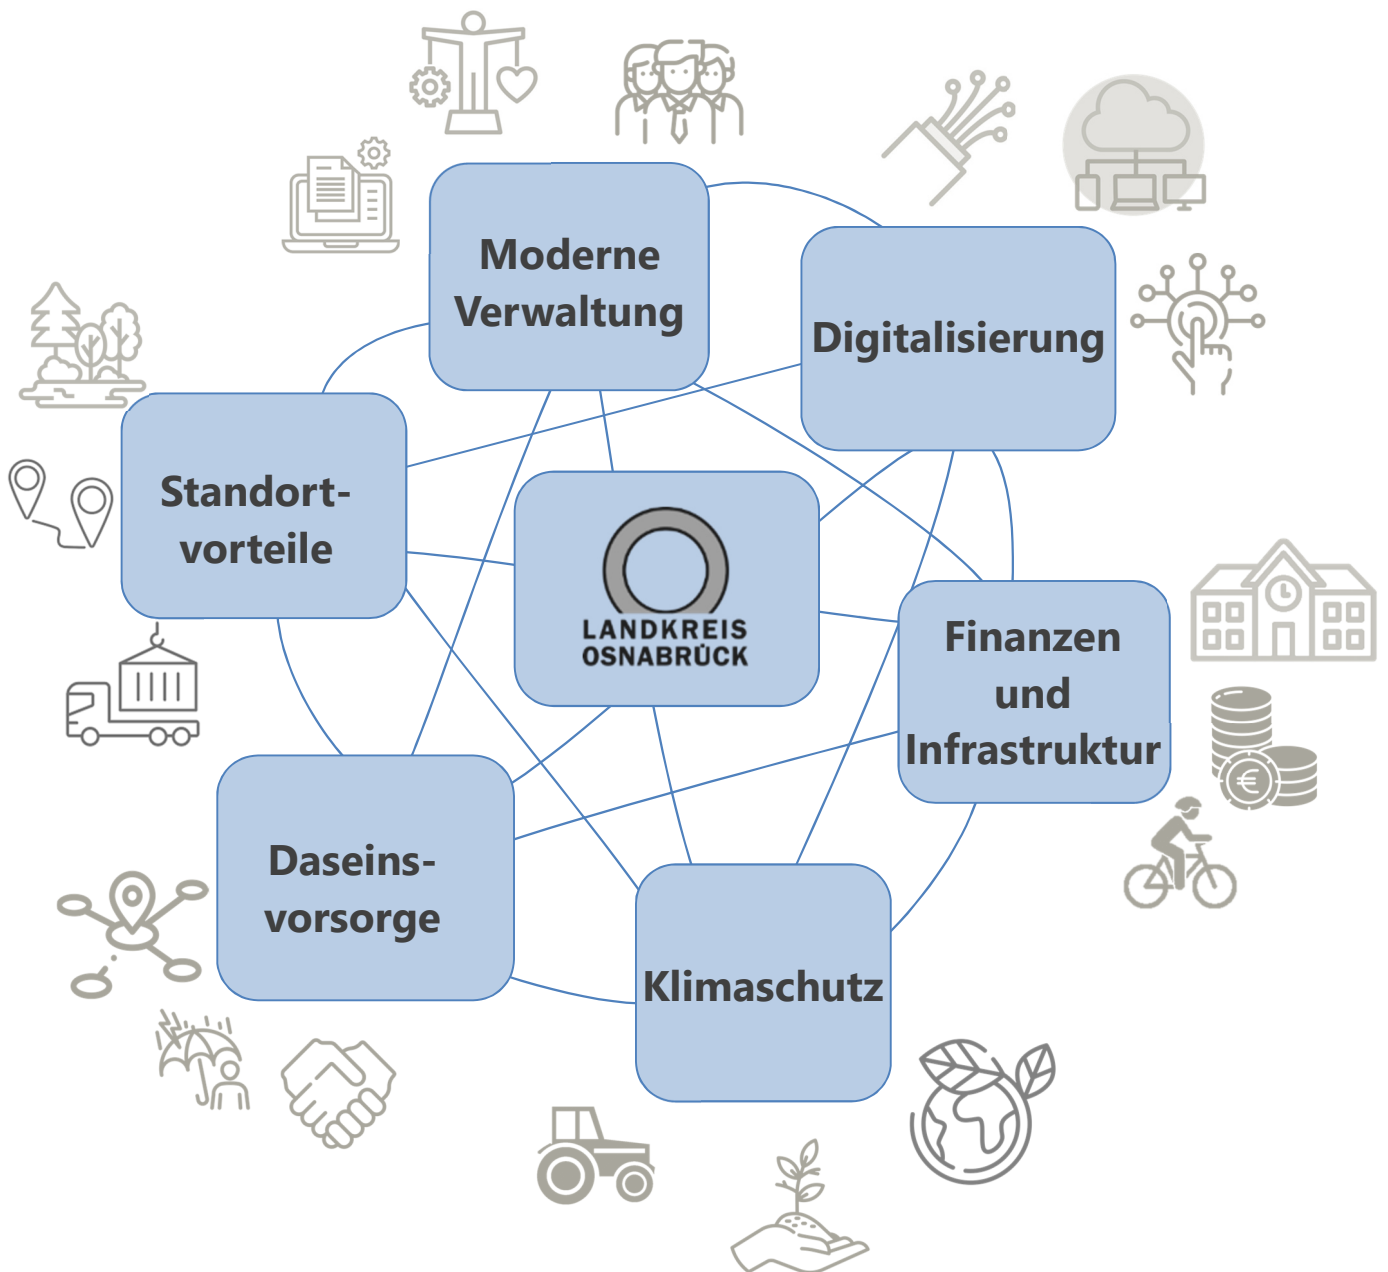 Moderne
Verwaltung
Digitalisierung
Standort-
vorteile
LANDKREIS
OSNABRÜCK
Finanzen
und
Infrastruktur
Daseins-
vorsorge
Klimaschutz
€